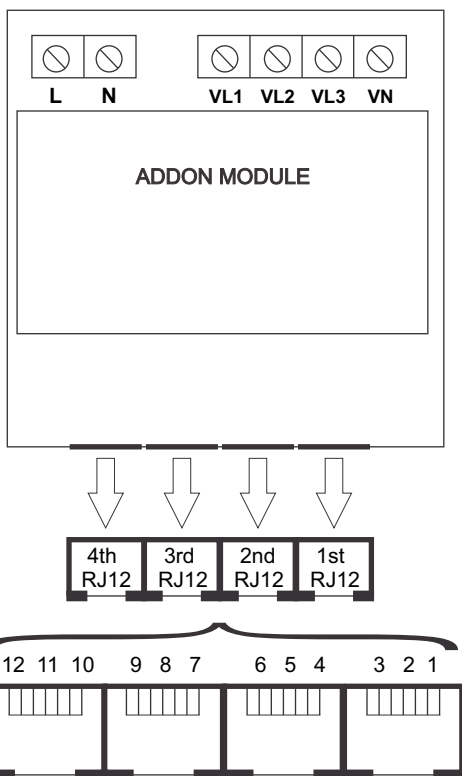 L N VL1 VL2 VL3 VN
ADDON MODULE
4th 3rd 2nd 1st
RJ12 RJ12 RJ12 RJ12
12 11 10 9 8 7 6 5 4 3 2 1